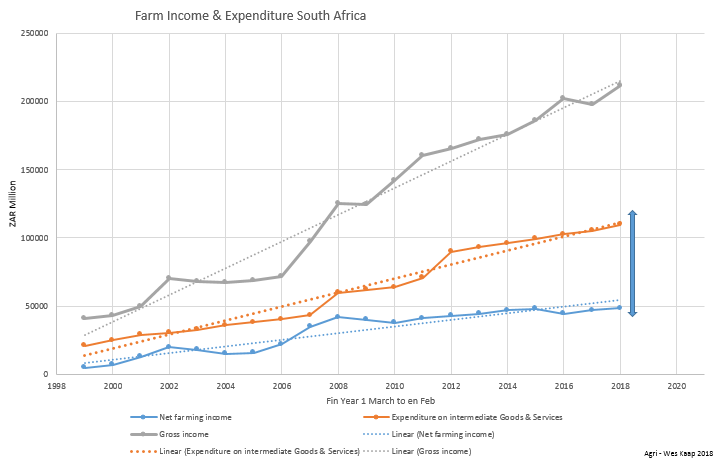 Farm Income & Expenditure South Africa
250000
200000
150000
100000
50000
0
ZAR Million
1998 2000 2002 2004 2006 2008 2010 2012 2014 2016 2018 2020
Fin Year 1 March to en Feb
Net farming income Expenditure on intermediate Goods & Services
Gross income Linear (Net farming income)
Linear (Expenditure on intermediate Goods & Services) Linear (Gross income)
Agri - Wes Kaap 2018